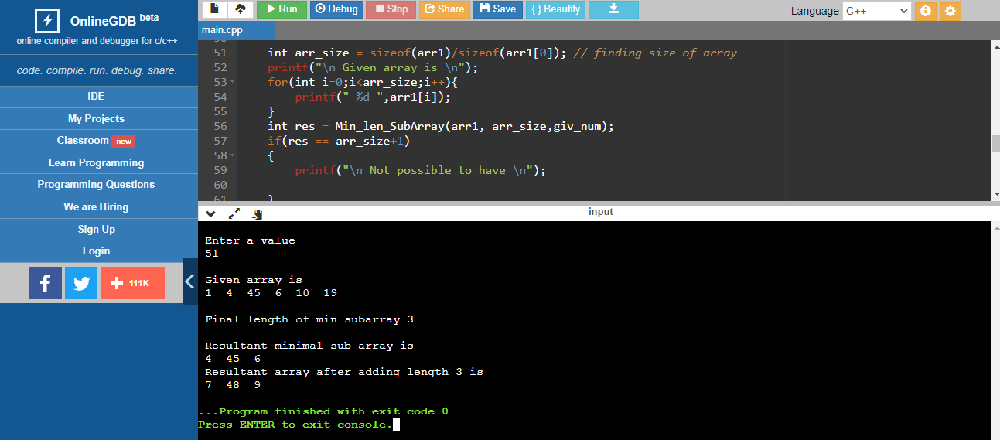 OnlineGDB beta
online compiler and debugger for c/c++
code. compile. run. debug. share.
IDE
My Projects
Classroom new
Learn Programming
Programming Questions
We are Hiring
Sign Up
Login
111K
Run Debug Stop Share Save { } Beautify
Language C++
main.cpp
51 int arr_size = sizeof(arr1)/sizeof(arr1[0]); // finding size of array
52 printf("\n Given array is \n");
53 for(int i=0;i<arr_size;i++){
54 printf(" %d ",arr1[i]);
55 }
56 int res = Min_len_SubArray(arr1, arr_size,giv_num);
57 if(res == arr_size+1)
58 {
59 printf("\n Not possible to have \n");
60
61 }
input
Enter a value
51
Given array is
1 4 45 6 10 19
Final length of min subarray 3
Resultant minimal sub array is
4 45 6
Resultant array after adding length 3 is
7 48 9
...Program finished with exit code 0
Press ENTER to exit console.